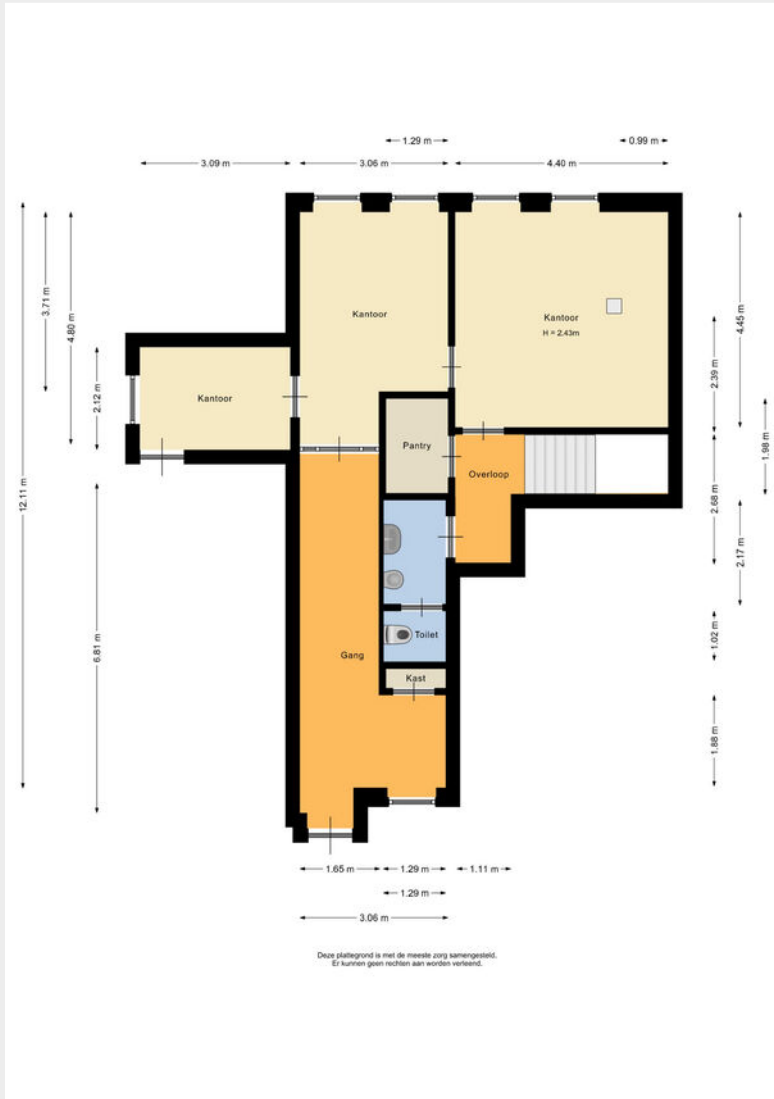 1.29 m
0.99 m
3.09 m
3.06 m
4.40 m
Kantoor
Kantoor
H = 2.43m
Kantoor
Pantry
Overloop
Toilet
Gang
Kast
12.11 m
3.71 m
4.80 m
2.12 m
6.81 m
4.45 m
2.39 m
1.98 m
2.68 m
2.17 m
1.02 m
1.88 m
1.65 m
1.29 m
1.11 m
1.29 m
3.06 m
Deze plattegrond is met de meeste zorg samengesteld.
Er kunnen geen rechten aan worden verleend.